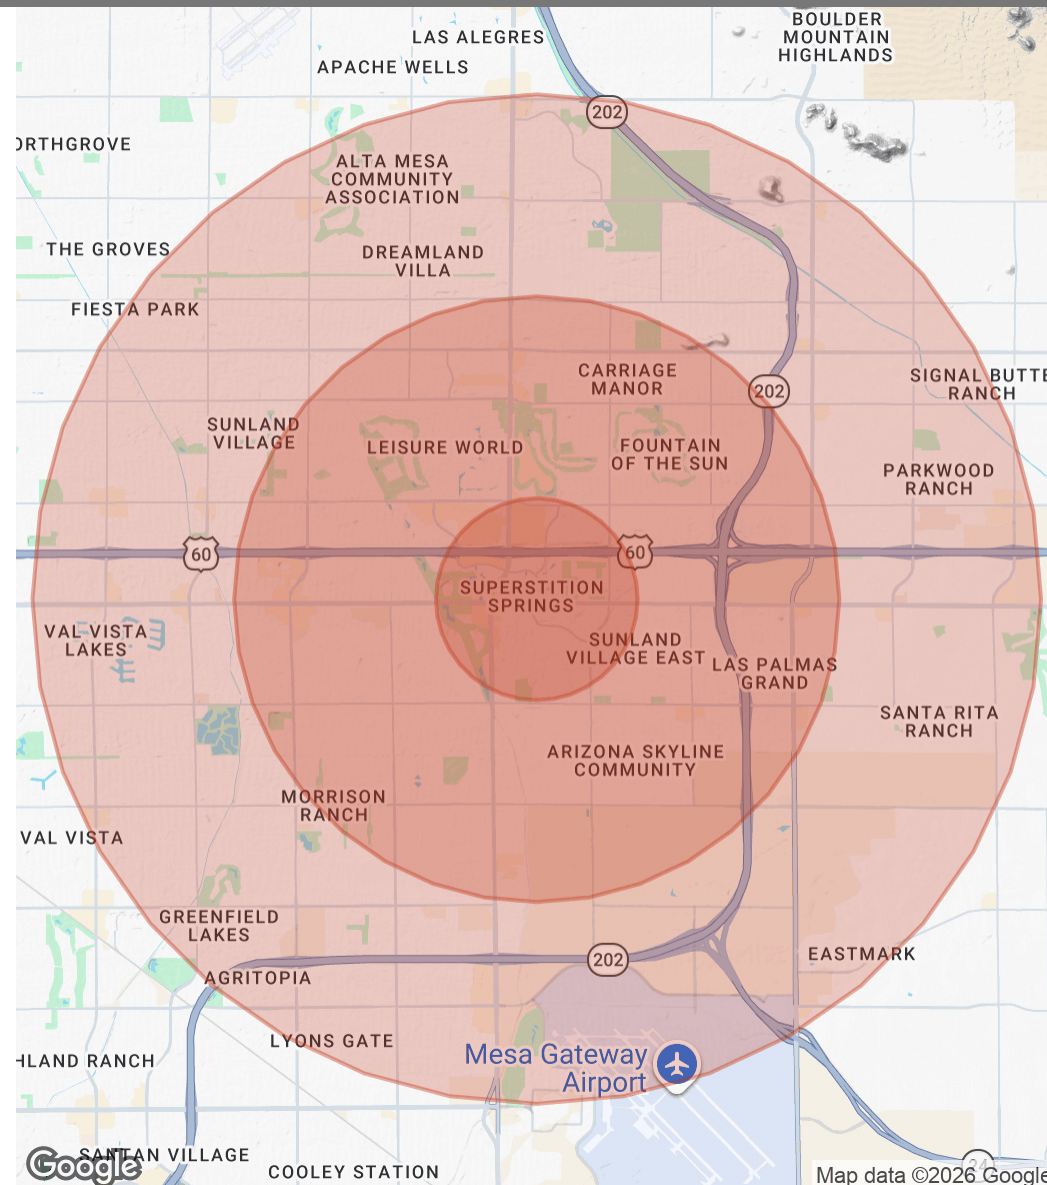 LAS ALEGRES
BOULDER
MOUNTAIN
HIGHLANDS
APACHE WELLS
202
ORTHGROVE
ALTA MESA
COMMUNITY
ASSOCIATION
THE GROVES
DREAMLAND
VILLA
FIESTA PARK
CARRIAGE
MANOR
SIGNAL BUTTE
RANCH
202
SUNLAND
VILLAGE
LEISURE WORLD
FOUNTAIN
OF THE SUN
PARKWOOD
RANCH
60
60
SUPERSTITION
SPRINGS
VAL VISTA
LAKES
SUNLAND
VILLAGE EAST
LAS PALMAS
GRAND
SANTA RITA
RANCH
ARIZONA SKYLINE
COMMUNITY
MORRISON
RANCH
VAL VISTA
GREENFIELD
LAKES
202
EASTMARK
AGRITOPIA
LYONS GATE
Mesa Gateway
Airport
HLAND RANCH
SANTAN VILLAGE
COOLEY STATION
24
Google
Map data ©2026 Google